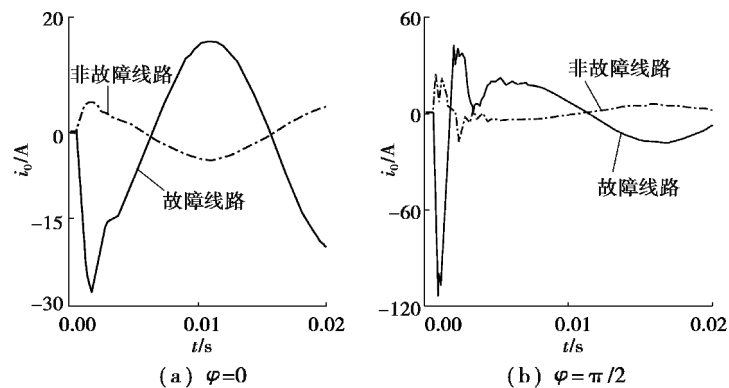 20
0
−15
−30
i₀/A
非故障线路
故障线路
0.00 0.01 0.02
t/s
(a) φ=0
60
0
−60
−120
i₀/A
非故障线路
故障线路
0.00 0.01 0.02
t/s
(b) φ=π/2